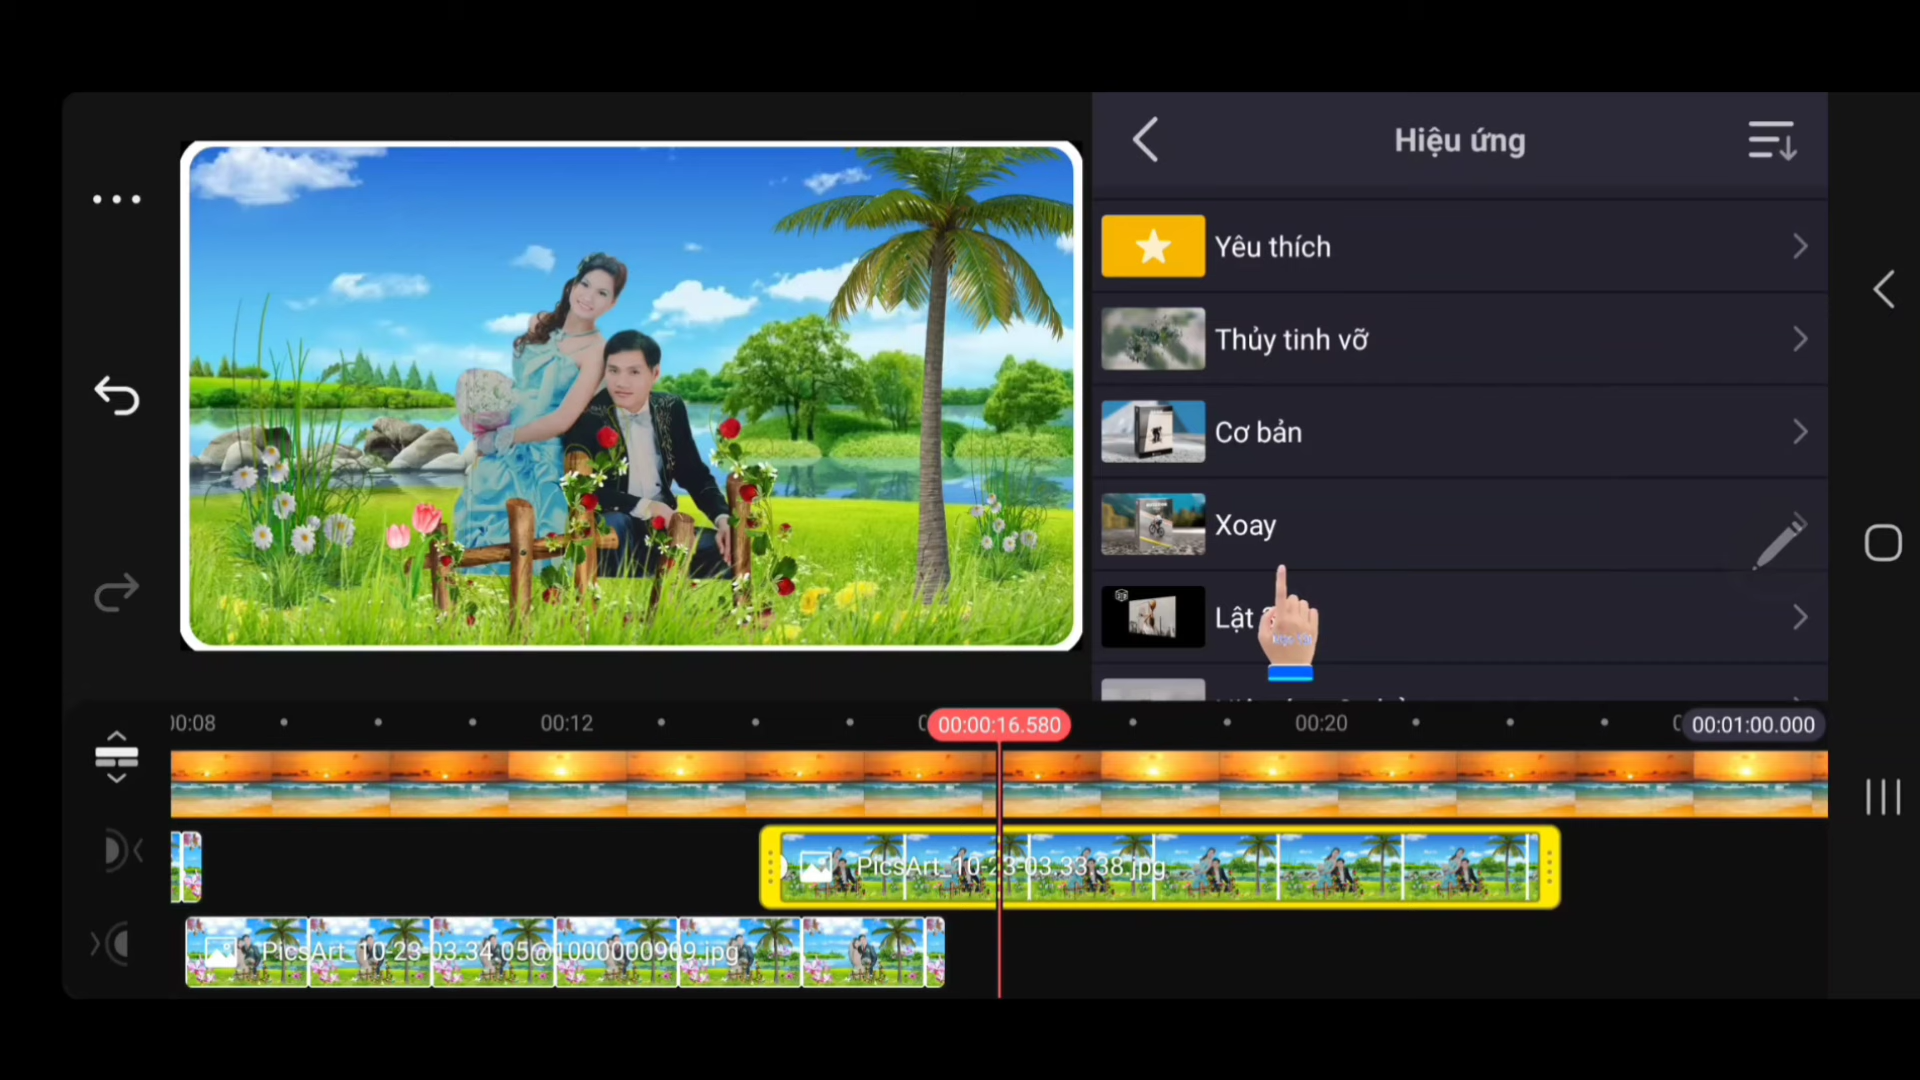 Hiệu ứng
Yêu thích
Thủy tinh vỡ
Cơ bản
Xoay
Lật
00:08
00:12
00:00:16.580
00:20
00:01:00.000
PicsArt_10-23-03.33.38.jpg
PicsArt_10-23-03.34.05@1000000909.jpg